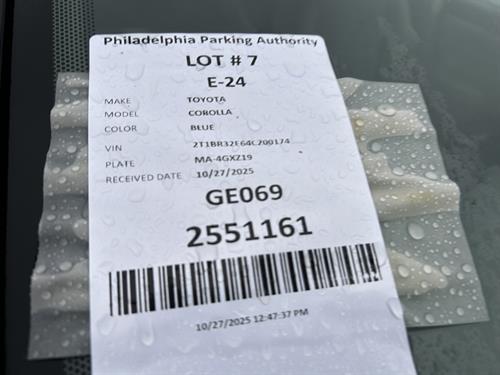 Philadelphia Parking Authority
LOT # 7
E-24
MAKE TOYOTA
MODEL COROLLA
COLOR BLUE
VIN 2T1BR32E64C200174
PLATE MA-4GXZ19
RECEIVED DATE 10/27/2025
GE069
2551161
10/27/2025 12:47:37 PM